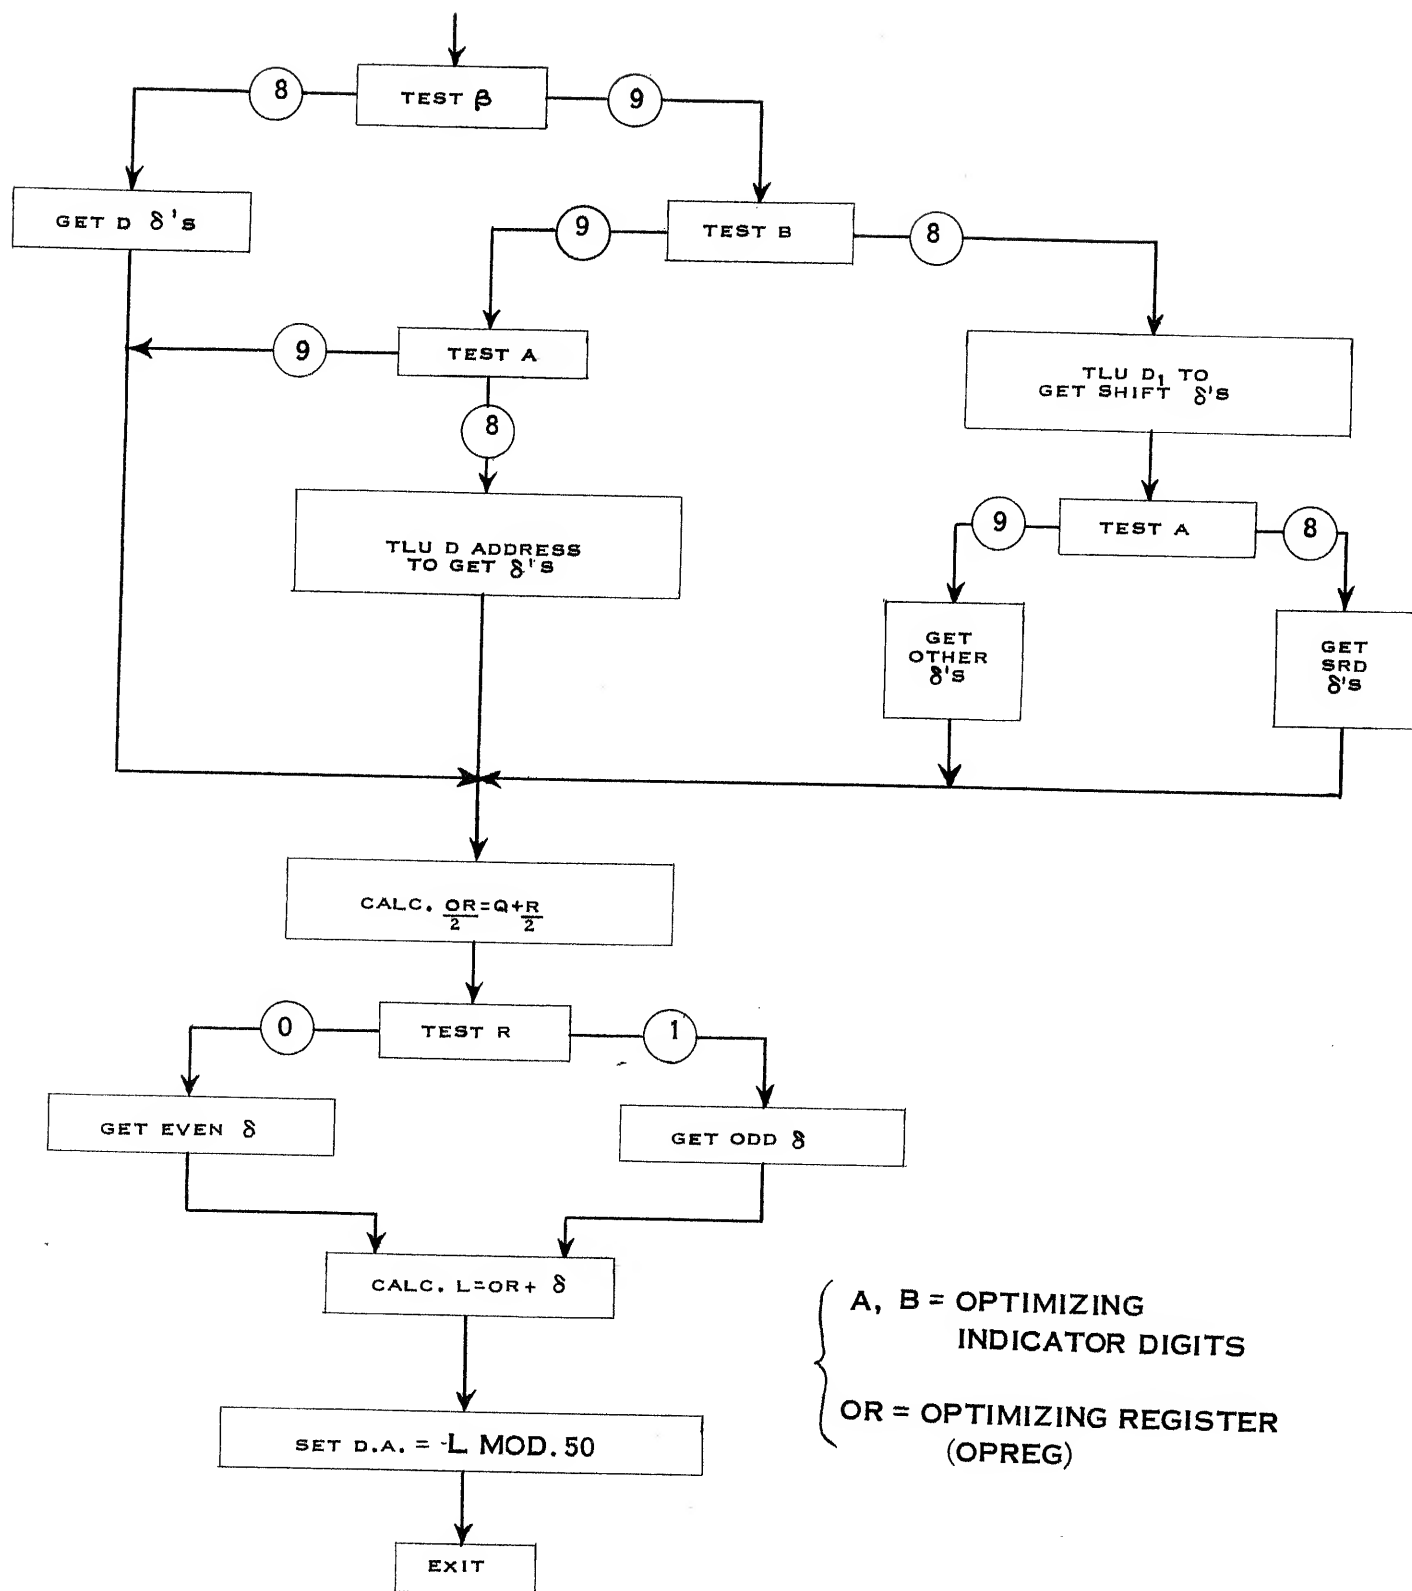 TEST β
8
9
GET D δ'S
TEST B
9
8
TEST A
9
8
TLU D₁ TO
GET SHIFT δ'S
TLU D ADDRESS
TO GET δ'S
TEST A
9
8
GET
OTHER
δ'S
GET
SRD
δ'S
CALC. OR/2=Q+R/2
TEST R
0
1
GET EVEN δ
GET ODD δ
CALC. L=OR+ δ
SET D.A. = -L MOD. 50
EXIT
A, B = OPTIMIZING
INDICATOR DIGITS
OR = OPTIMIZING REGISTER
(OPREG)